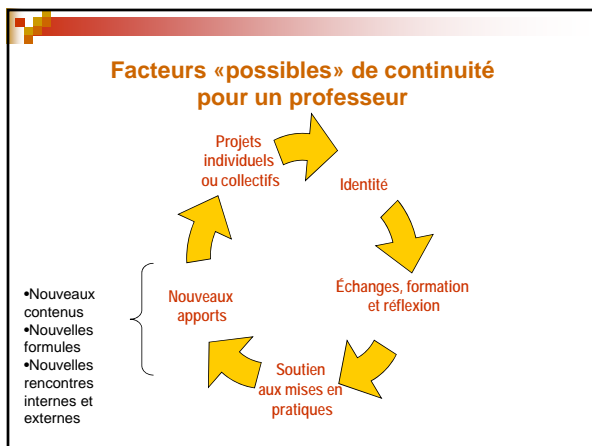 Facteurs «possibles» de continuité
pour un professeur
Projets
individuels
ou collectifs
Identité
Échanges, formation
et réflexion
Soutien
aux mises en
pratiques
Nouveaux
apports
•Nouveaux
contenus
•Nouvelles
formules
•Nouvelles
rencontres
internes et
externes